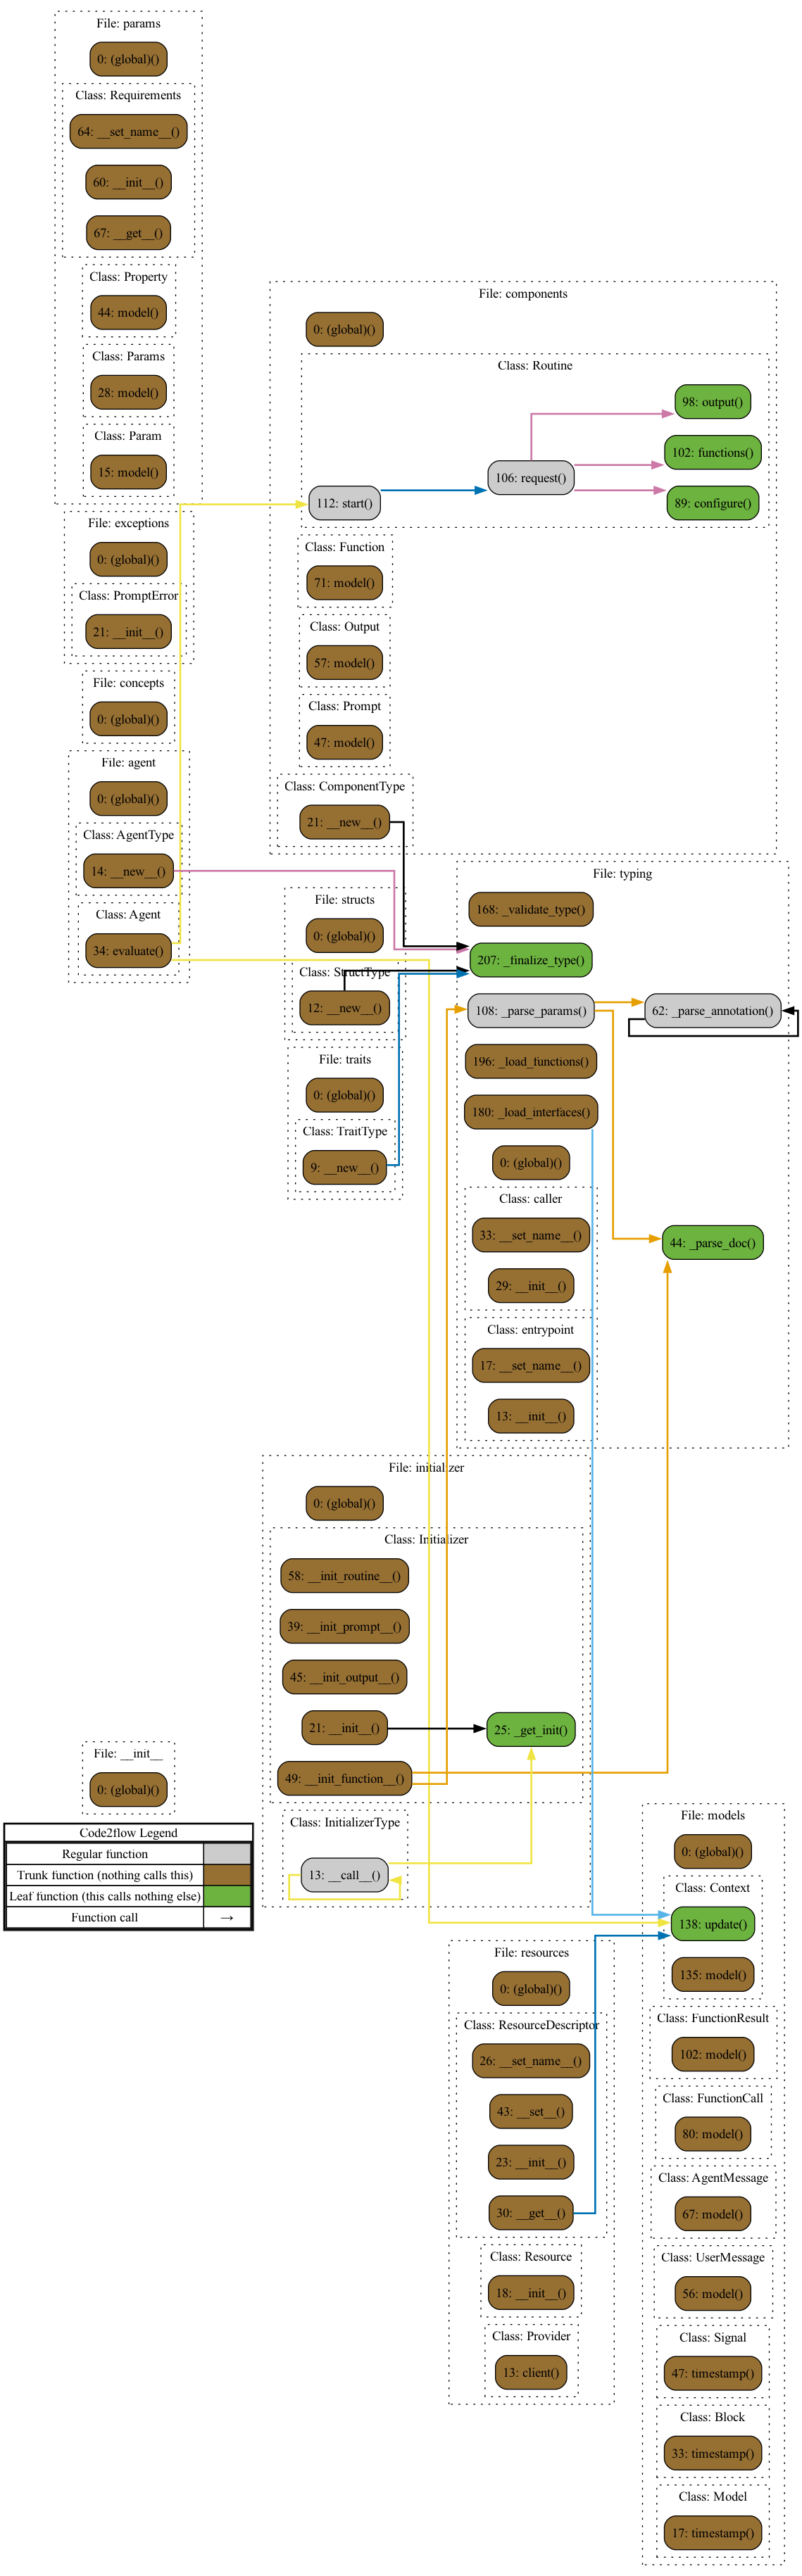 File: params
0: (global)()
Class: Requirements
64: __set_name__()
60: __init__()
67: __get__()
Class: Property
44: model()
Class: Params
28: model()
Class: Param
15: model()
File: exceptions
0: (global)()
Class: PromptError
21: __init__()
File: concepts
0: (global)()
File: agent
0: (global)()
Class: AgentType
14: __new__()
Class: Agent
34: evaluate()
File: components
0: (global)()
Class: Routine
98: output()
102: functions()
106: request()
89: configure()
112: start()
Class: Function
71: model()
Class: Output
57: model()
Class: Prompt
47: model()
Class: ComponentType
21: __new__()
File: structs
0: (global)()
Class: StructType
12: __new__()
File: traits
0: (global)()
Class: TraitType
9: __new__()
File: typing
168: _validate_type()
207: _finalize_type()
108: _parse_params()
62: _parse_annotation()
196: _load_functions()
180: _load_interfaces()
0: (global)()
Class: caller
33: __set_name__()
44: _parse_doc()
29: __init__()
Class: entrypoint
17: __set_name__()
13: __init__()
File: initializer
0: (global)()
Class: Initializer
58: __init_routine__()
39: __init_prompt__()
45: __init_output__()
21: __init__()
25: _get_init()
49: __init_function__()
Class: InitializerType
13: __call__()
File: __init__
0: (global)()
Code2flow Legend
Regular function
Trunk function (nothing calls this)
Leaf function (this calls nothing else)
Function call →
File: models
0: (global)()
Class: Context
138: update()
135: model()
Class: FunctionResult
102: model()
Class: FunctionCall
80: model()
Class: AgentMessage
67: model()
Class: UserMessage
56: model()
Class: Signal
47: timestamp()
Class: Block
33: timestamp()
Class: Model
17: timestamp()
File: resources
0: (global)()
Class: ResourceDescriptor
26: __set_name__()
43: __set__()
23: __init__()
30: __get__()
Class: Resource
18: __init__()
Class: Provider
13: client()